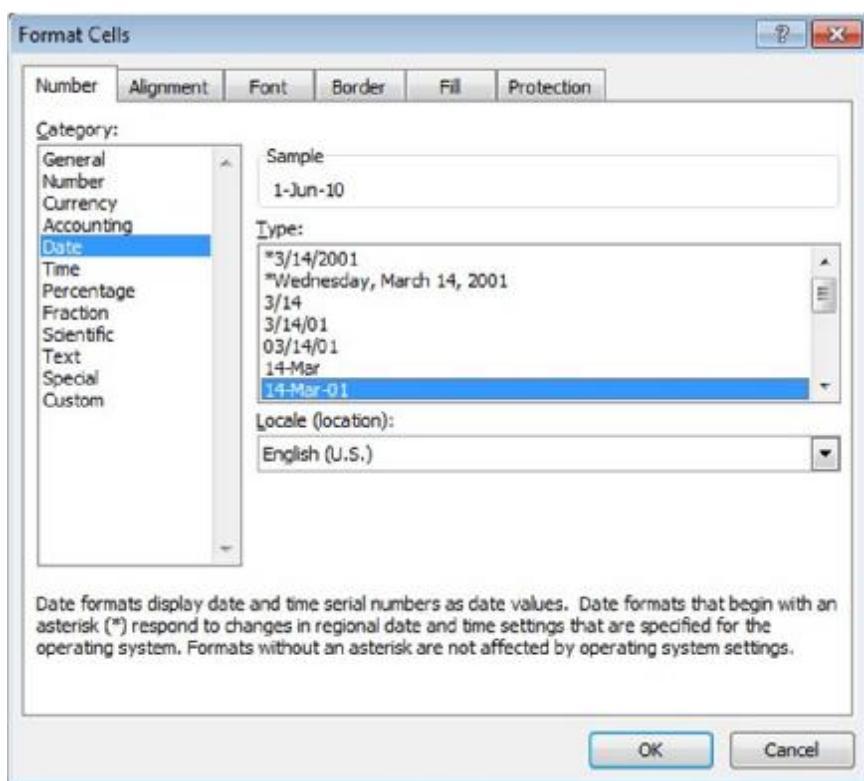 Format Cells
Number Alignment Font Border Fill Protection
Category:
General
Number
Currency
Accounting
Date
Time
Percentage
Fraction
Scientific
Text
Special
Custom
Sample
1-Jun-10
Type:
*3/14/2001
*Wednesday, March 14, 2001
3/14
3/14/01
03/14/01
14-Mar
14-Mar-01
Locale (location):
English (U.S.)
Date formats display date and time serial numbers as date values. Date formats that begin with an
asterisk (*) respond to changes in regional date and time settings that are specified for the
operating system. Formats without an asterisk are not affected by operating system settings.
OK Cancel